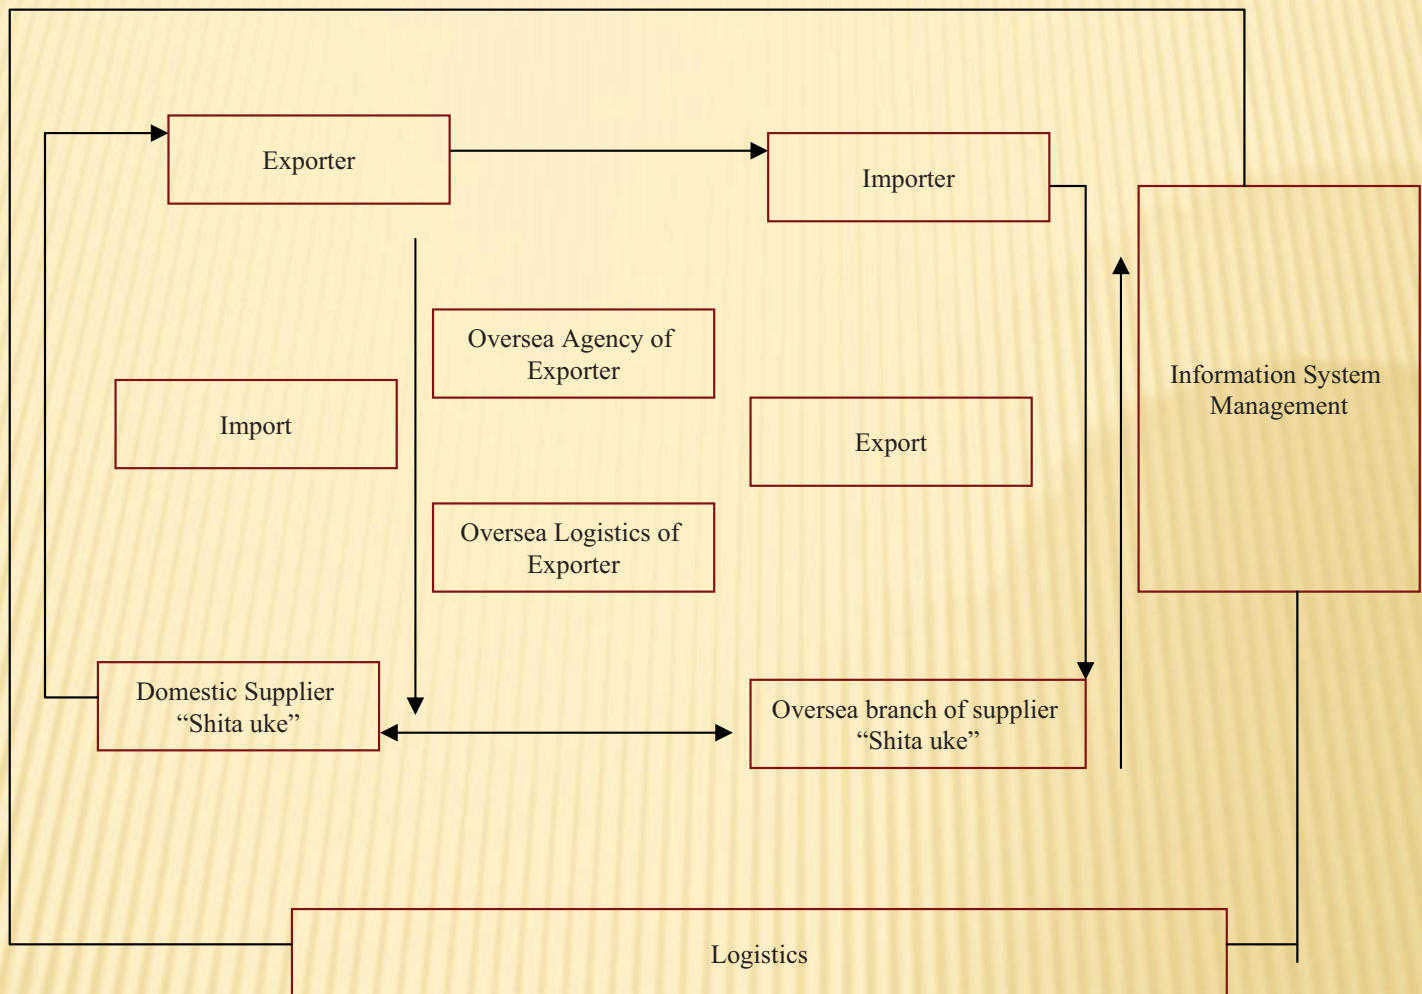 Exporter
Importer
Oversea Agency of
Exporter
Information System
Management
Import
Export
Oversea Logistics of
Exporter
Domestic Supplier
“Shita uke”
Oversea branch of supplier
“Shita uke”
Logistics